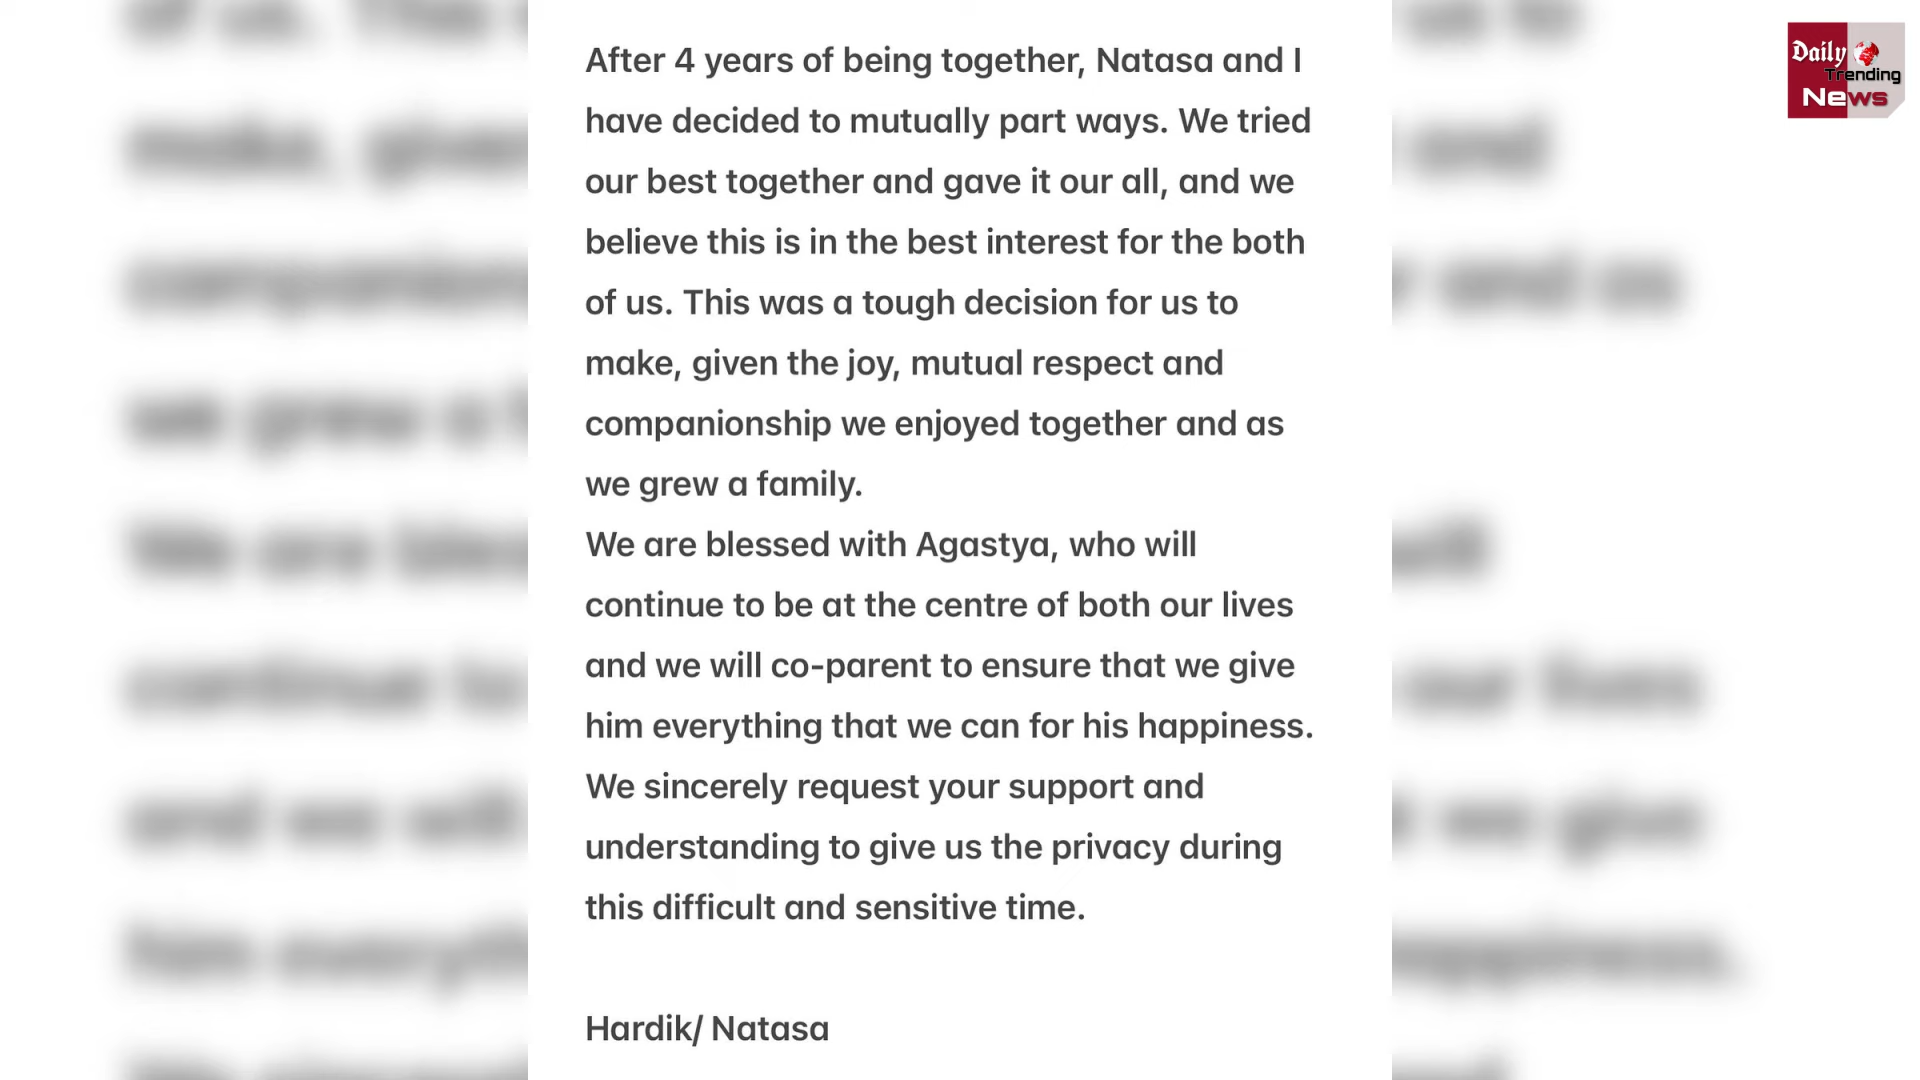 After 4 years of being together, Natasa and I
have decided to mutually part ways. We tried
our best together and gave it our all, and we
believe this is in the best interest for the both
of us. This was a tough decision for us to
make, given the joy, mutual respect and
companionship we enjoyed together and as
we grew a family.
We are blessed with Agastya, who will
continue to be at the centre of both our lives
and we will co-parent to ensure that we give
him everything that we can for his happiness.
We sincerely request your support and
understanding to give us the privacy during
this difficult and sensitive time.
Hardik/ Natasa
Daily
Trending
News